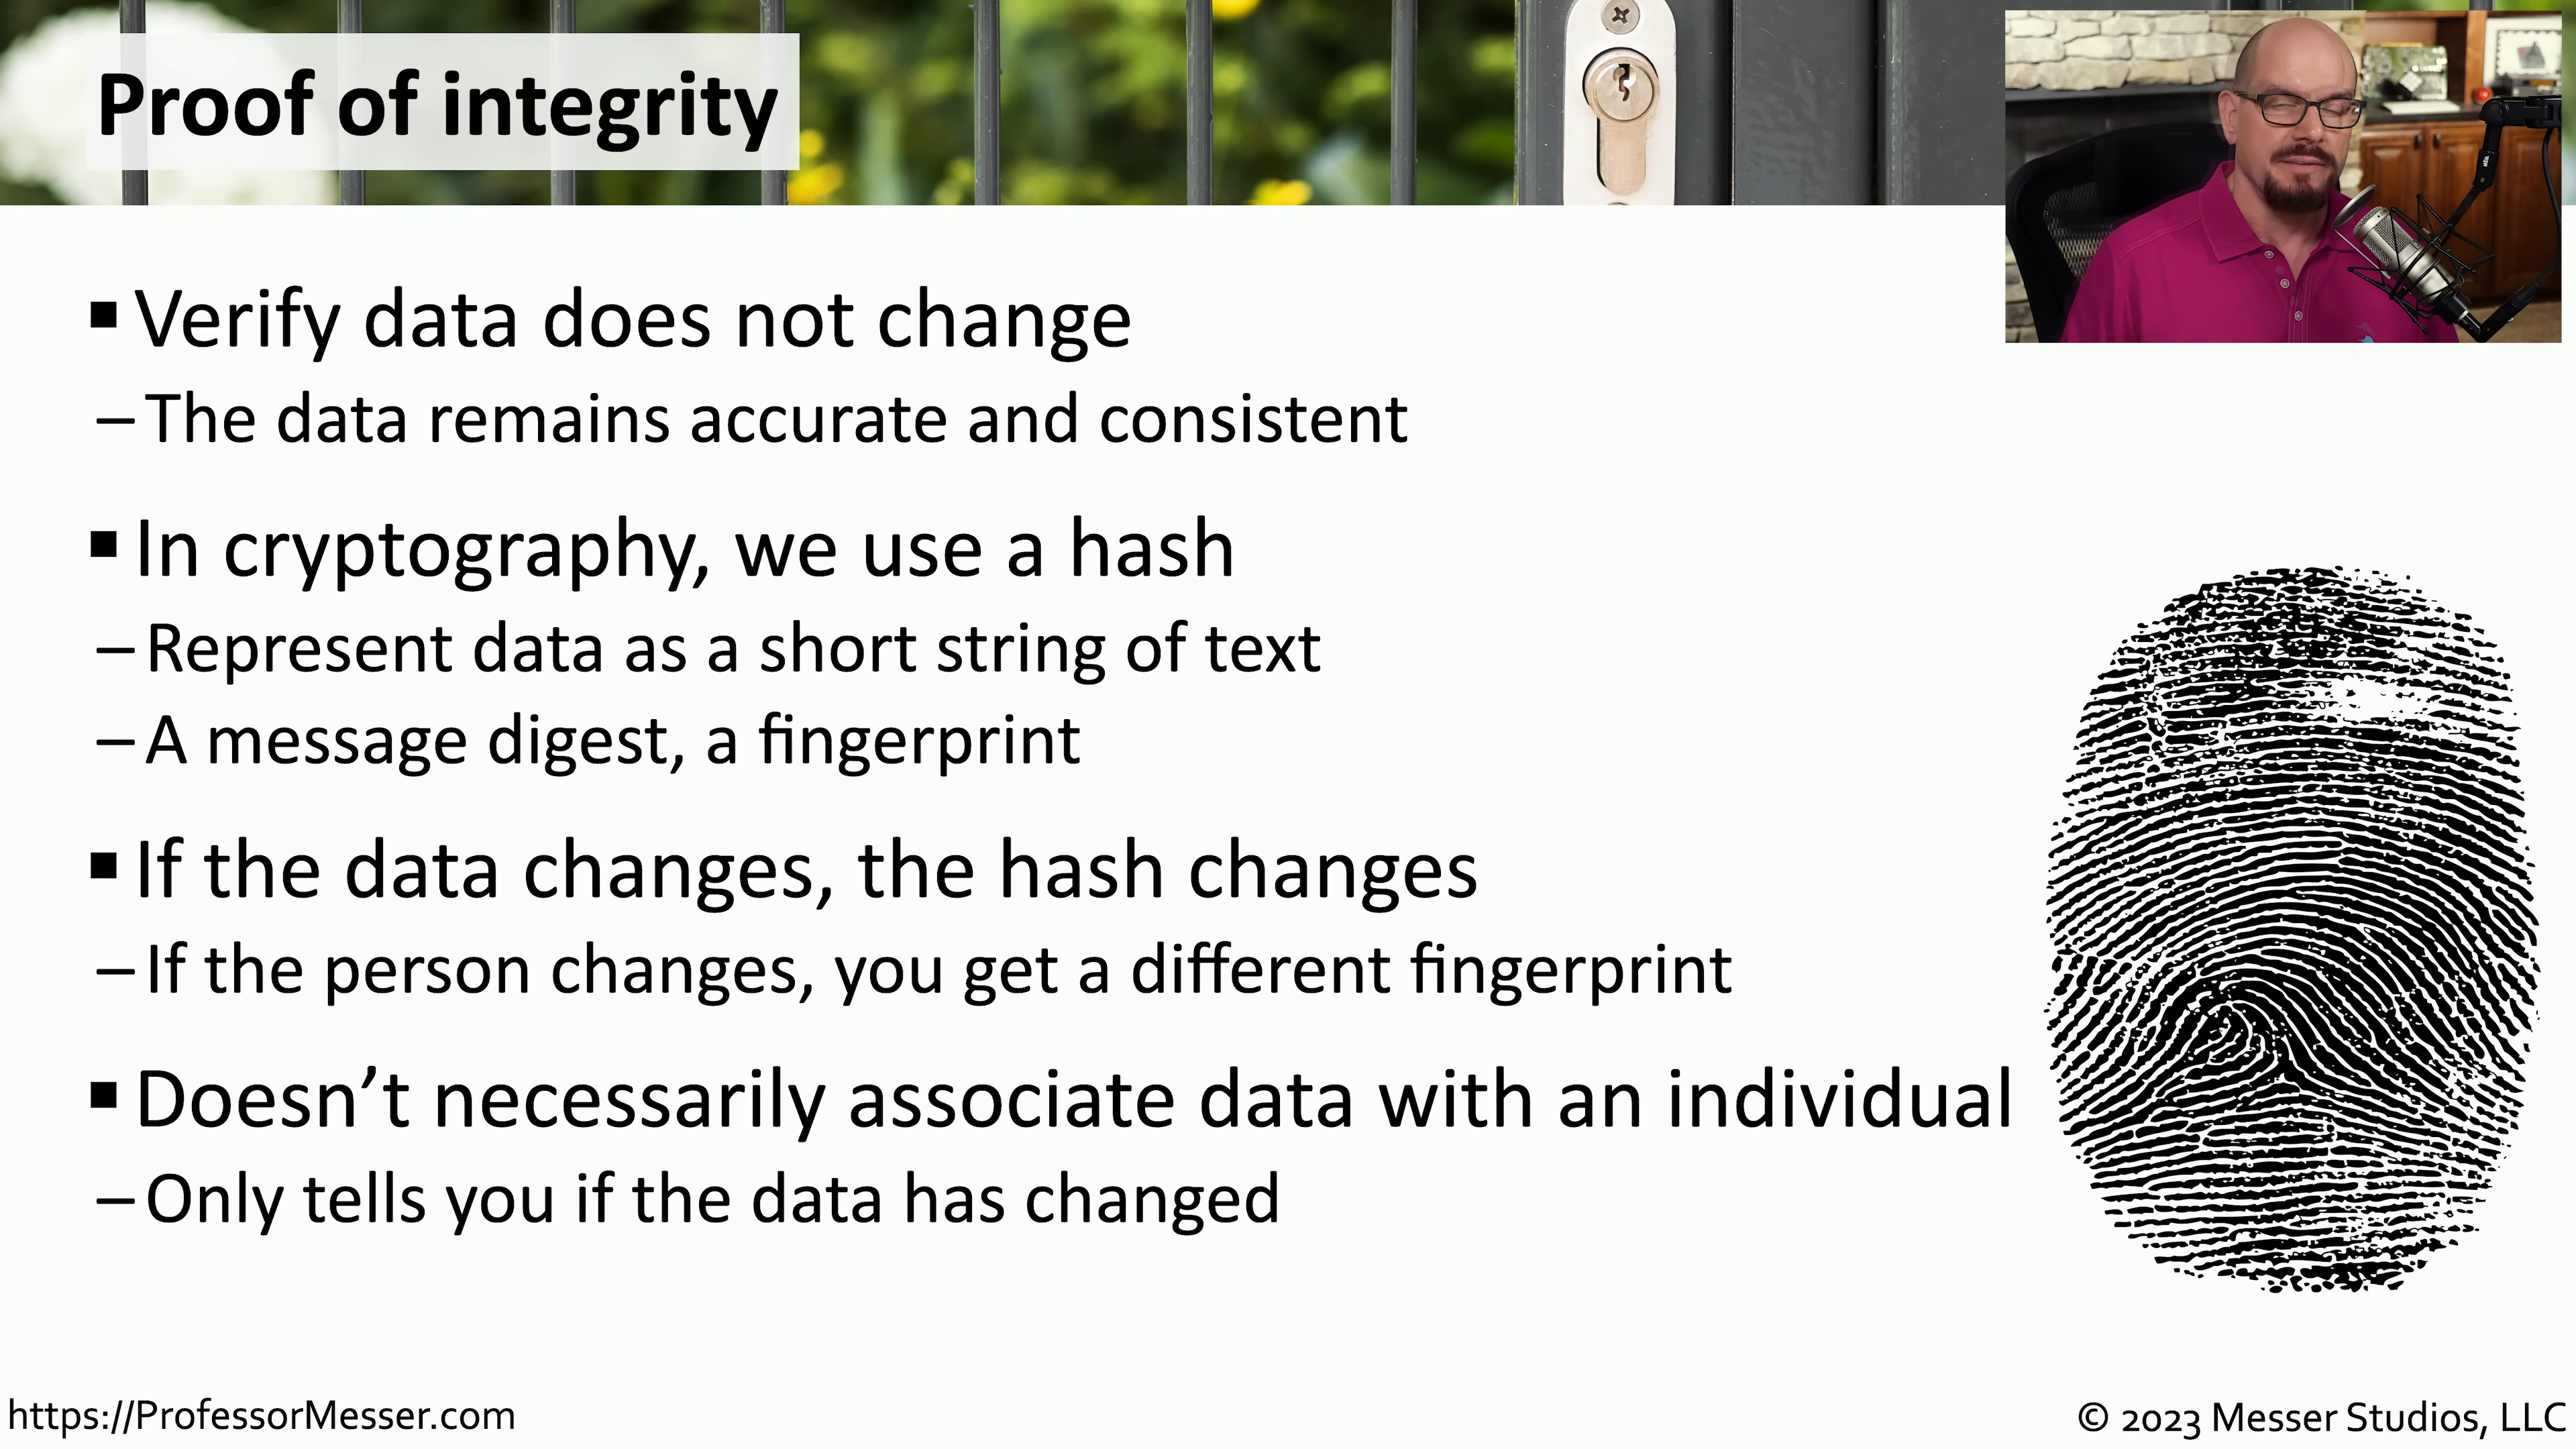 Proof of integrity
▪ Verify data does not change
– The data remains accurate and consistent
▪ In cryptography, we use a hash
– Represent data as a short string of text
– A message digest, a fingerprint
▪ If the data changes, the hash changes
– If the person changes, you get a different fingerprint
▪ Doesn’t necessarily associate data with an individual
– Only tells you if the data has changed
https://ProfessorMesser.com
© 2023 Messer Studios, LLC